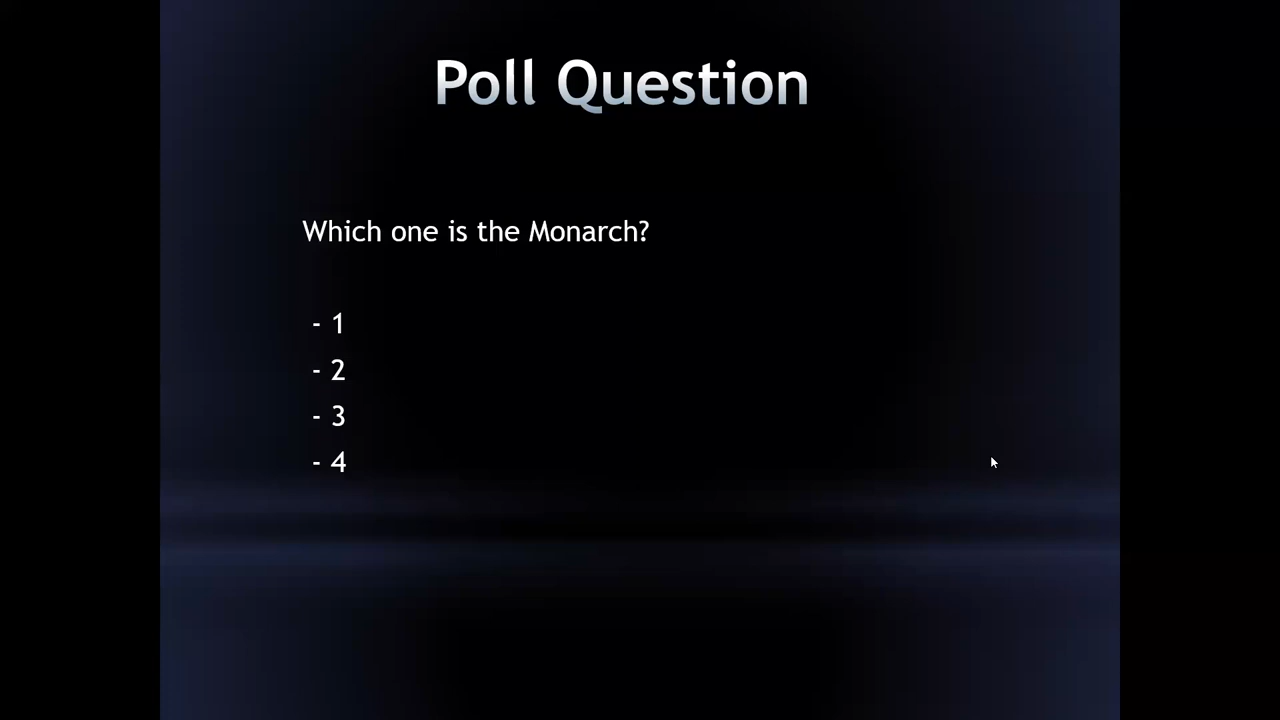 Poll Question
Which one is the Monarch?
- 1
- 2
- 3
- 4